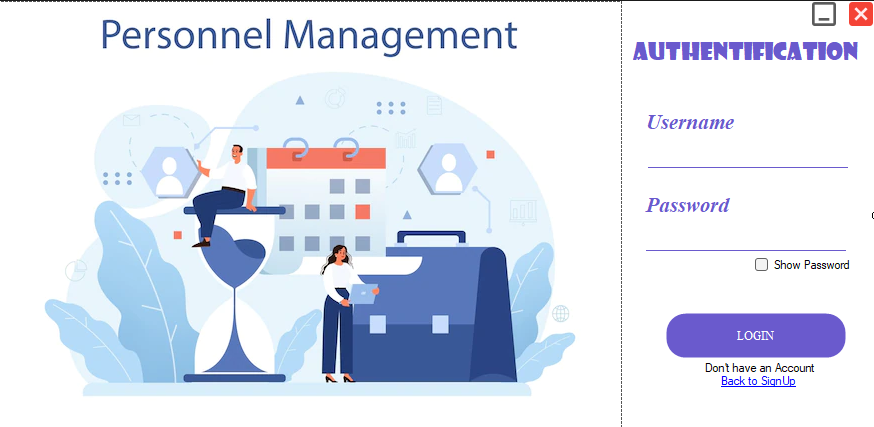 Personnel Management
AUTHENTIFICATION
Username
Password
Show Password
LOGIN
Don't have an Account
Back to SignUp